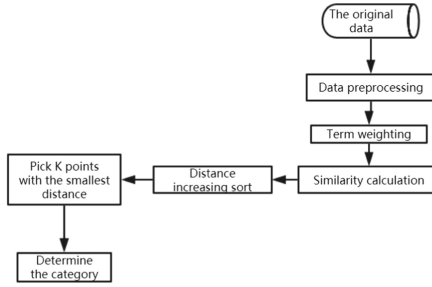 The original
data
Data preprocessing
Term weighting
Similarity calculation
Distance
increasing sort
Pick K points
with the smallest
distance
Determine
the category